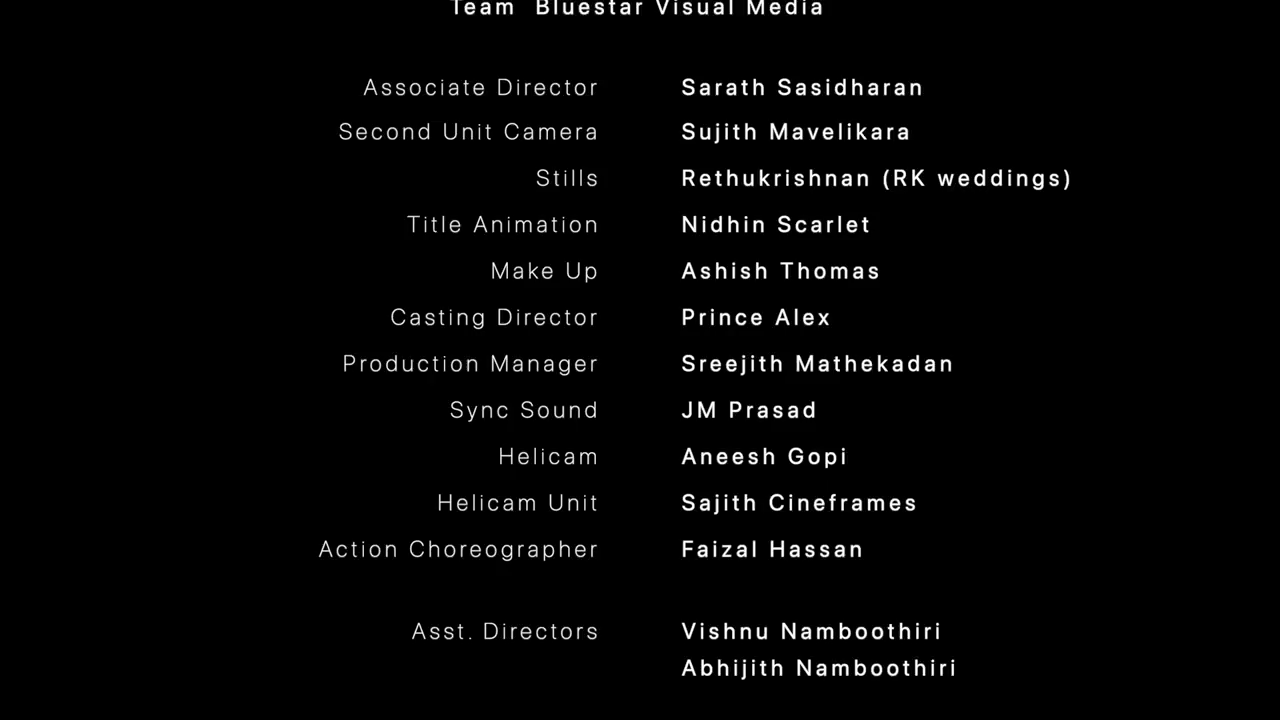 Team Bluestar Visual Media
Associate Director Sarath Sasidharan
Second Unit Camera Sujith Mavelikara
Stills Rethukrishnan (RK weddings)
Title Animation Nidhin Scarlet
Make Up Ashish Thomas
Casting Director Prince Alex
Production Manager Sreejith Mathekadan
Sync Sound JM Prasad
Helicam Aneesh Gopi
Helicam Unit Sajith Cineframes
Action Choreographer Faizal Hassan
Asst. Directors Vishnu Namboothiri
Abhijith Namboothiri